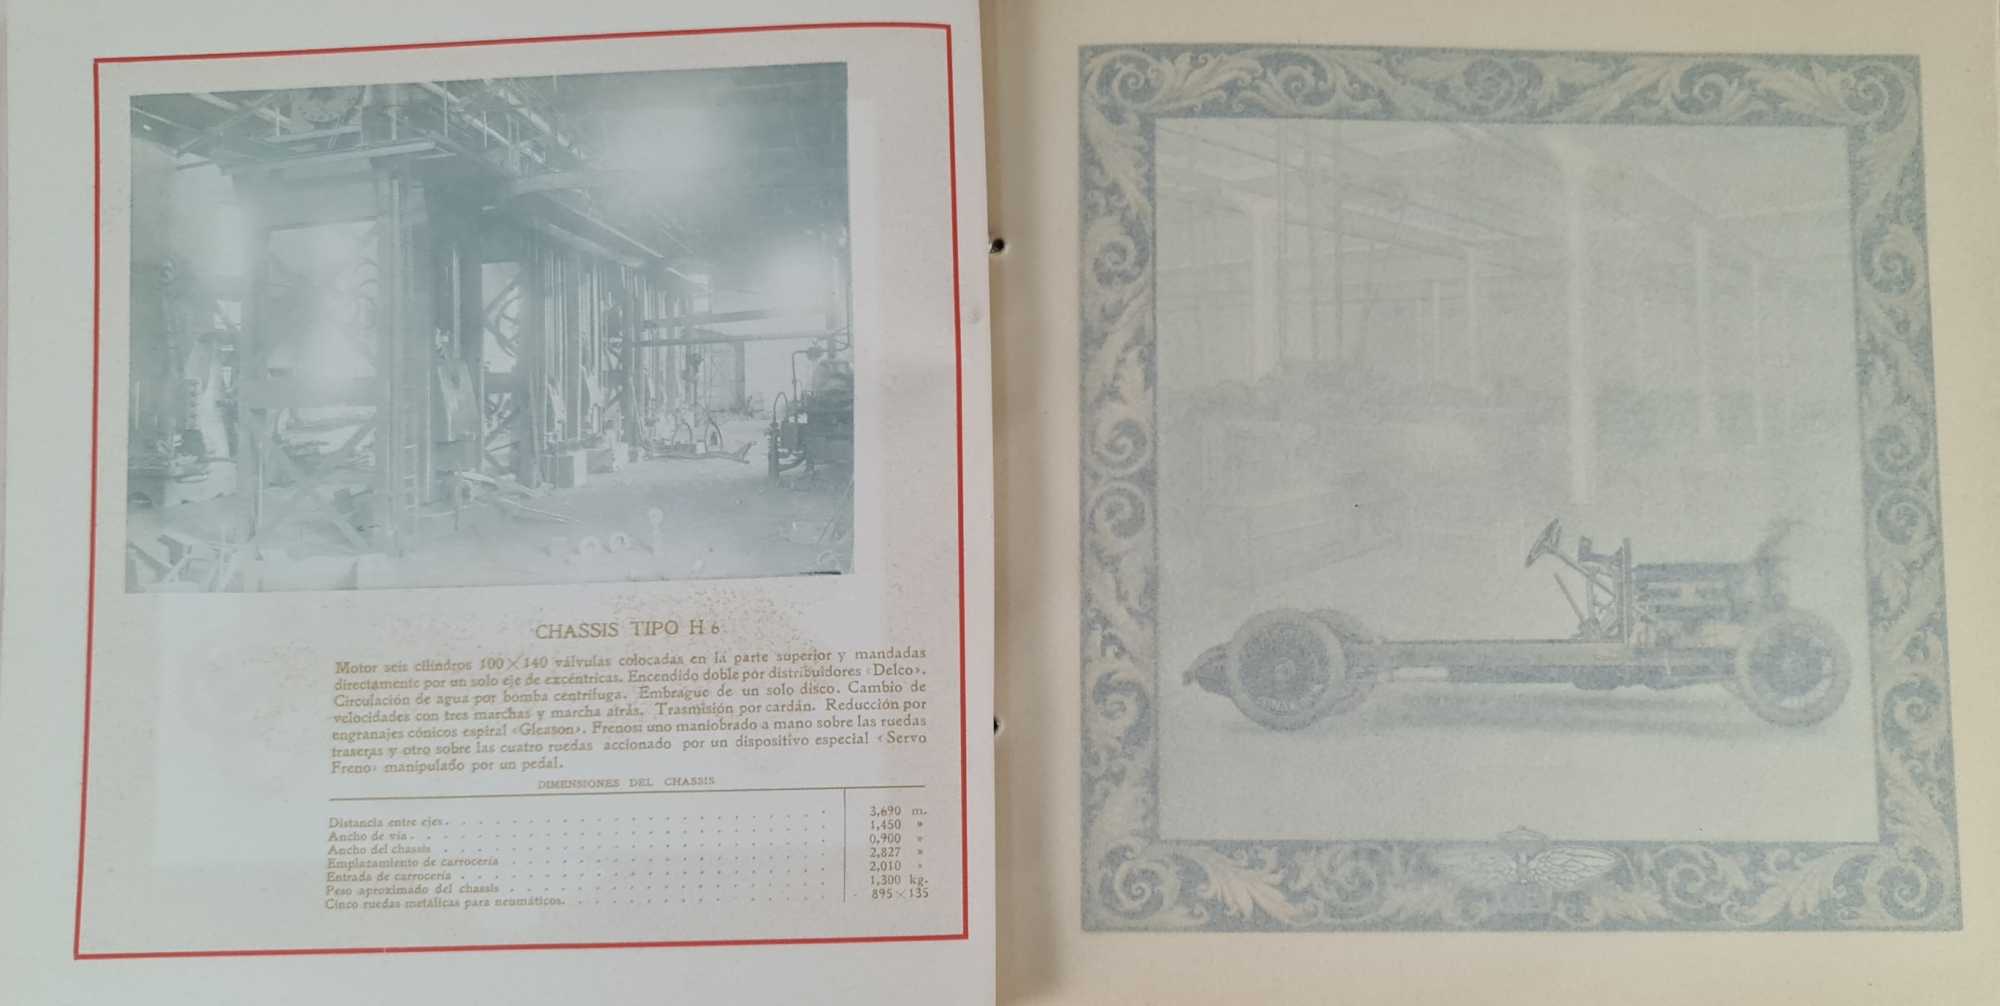 CHASSIS TIPO H 6
Motor seis cilindros 100×140 válvulas colocadas en la parte superior y mandadas
directamente por un solo eje de excéntricas. Encendido doble por distribuidores «Delco».
Circulación de agua por bomba centrífuga. Embrague de un solo disco. Cambio de
velocidades con tres marchas y marcha atrás. Trasmisión por cardán. Reducción por
engranajes cónicos espiral «Gleason». Frenos: uno maniobrado a mano sobre las ruedas
traseras y otro sobre las cuatro ruedas accionado por un dispositivo especial «Servo
Freno» manipulado por un pedal.
DIMENSIONES DEL CHASSIS
Distancia entre ejes. 3,690 m.
Ancho de vía. 1,450 »
Ancho del chassis 0,900 »
Emplazamiento de carrocería 2,827 »
Entrada de carrocería 2,010 »
Peso aproximado del chassis 1,300 kg.
Cinco ruedas metálicas para neumáticos. 895×135